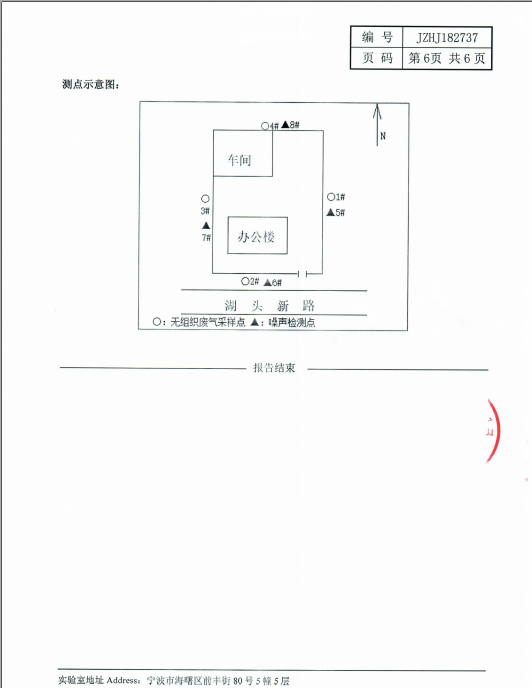 编 号 JZHJ182737
页 码 第6页 共6页
测点示意图：
○4# ▲8#
N
车间
○1#
○
3#
▲5#
▲
7#
办公楼
○2# ▲6#
湖 头 新 路
○：无组织废气采样点 ▲：噪声检测点
报告结束
实验室地址 Address: 宁波市海曙区前丰街 80 号 5 幢 5 层